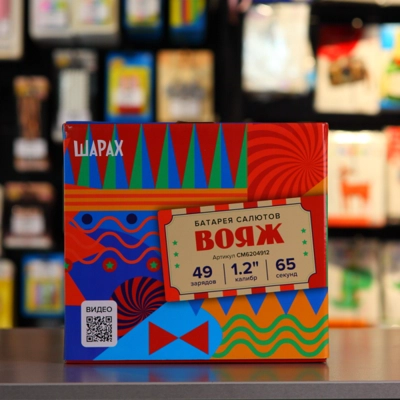 ШАРАХ
БАТАРЕЯ САЛЮТОВ
ВОЯЖ
Артикул СМ6204912
49 1.2" 65
зарядов калибр секунд
ВИДЕО